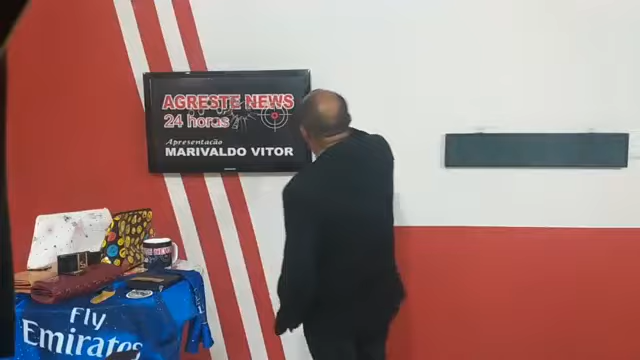 AGRESTE NEWS
24 horas
Apresentação
MARIVALDO VITOR
Fly
Emirates